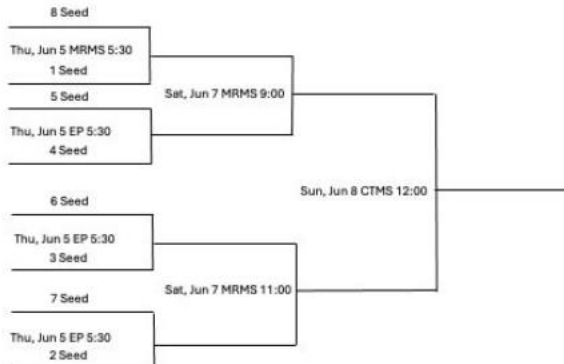 8 Seed
Thu, Jun 5 MRMS 5:30
1 Seed
5 Seed
Sat, Jun 7 MRMS 9:00
Thu, Jun 5 EP 5:30
4 Seed
Sun, Jun 8 CTMS 12:00
6 Seed
Thu, Jun 5 EP 5:30
3 Seed
Sat, Jun 7 MRMS 11:00
7 Seed
Thu, Jun 5 EP 5:30
2 Seed